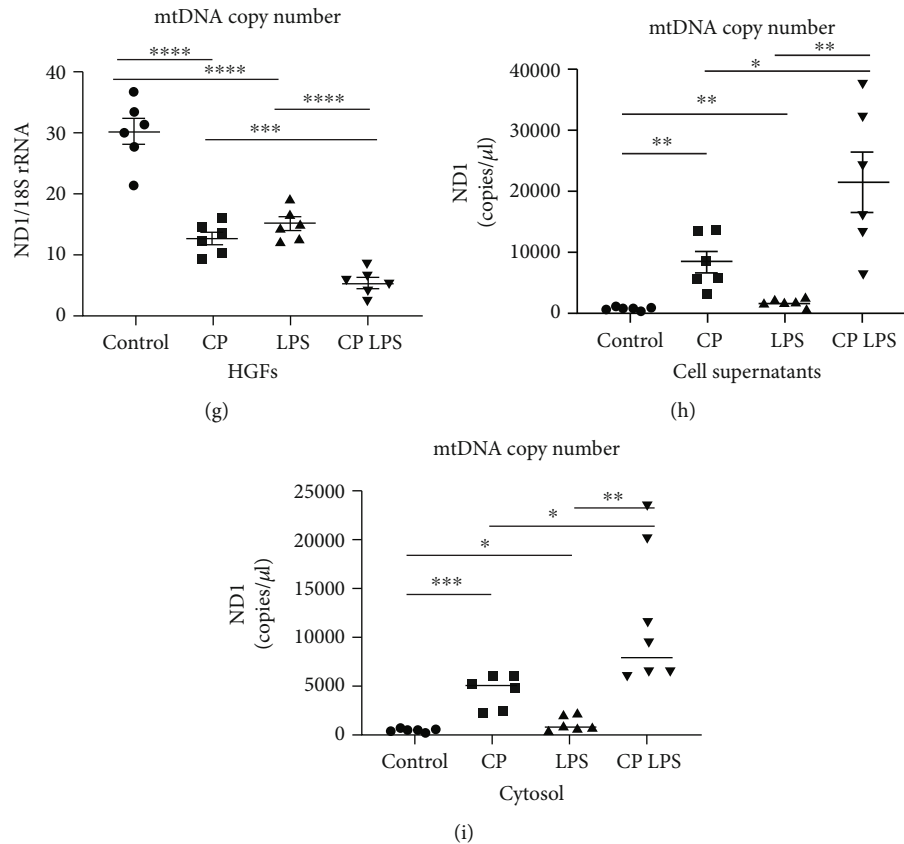 mtDNA copy number
****
****
****
***
40
30
20
10
0
ND1/18S rRNA
Control CP LPS CP LPS
HGFs
(g)
mtDNA copy number
**
*
**
**
40000
30000
20000
10000
0
ND1
(copies/μl)
Control CP LPS CP LPS
Cell supernatants
(h)
mtDNA copy number
**
*
*
***
25000
20000
15000
10000
5000
0
ND1
(copies/μl)
Control CP LPS CP LPS
Cytosol
(i)